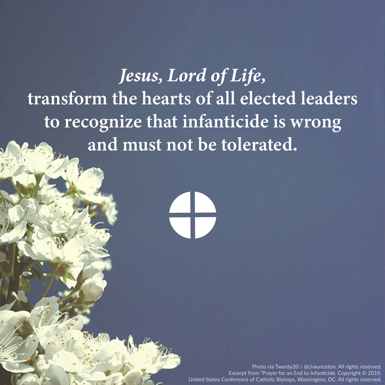 Jesus, Lord of Life,
transform the hearts of all elected leaders
to recognize that infanticide is wrong
and must not be tolerated.
Photo via Twenty20 / @chaunceton, All rights reserved.
Excerpt from "Prayer for an End to Infanticide, Copyright © 2019,
United States Conference of Catholic Bishops, Washington, DC. All rights reserved.